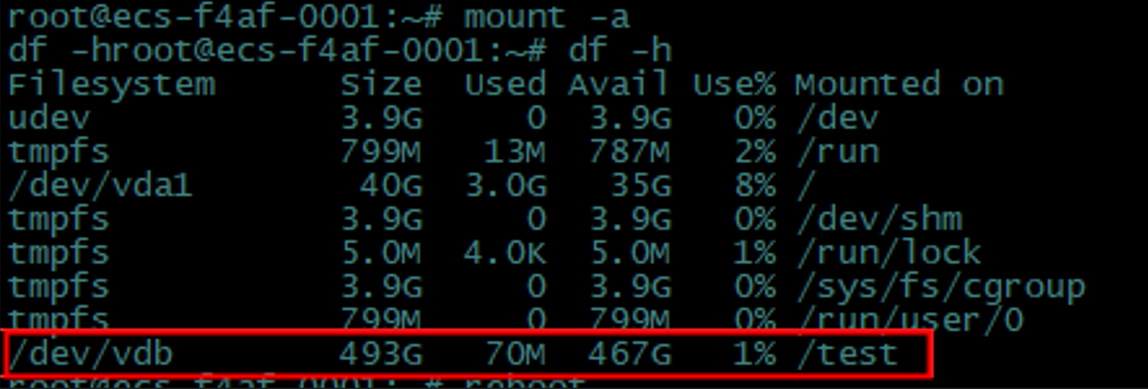 root@ecs-f4af-0001:~# mount -a
df -hroot@ecs-f4af-0001:~# df -h
Filesystem Size Used Avail Use% Mounted on
udev 3.9G 0 3.9G 0% /dev
tmpfs 799M 13M 787M 2% /run
/dev/vda1 40G 3.0G 35G 8% /
tmpfs 3.9G 0 3.9G 0% /dev/shm
tmpfs 5.0M 4.0K 5.0M 1% /run/lock
tmpfs 3.9G 0 3.9G 0% /sys/fs/cgroup
tmpfs 799M 0 799M 0% /run/user/0
/dev/vdb 493G 70M 467G 1% /test
root@ecs-f4af-0001:~# reboot